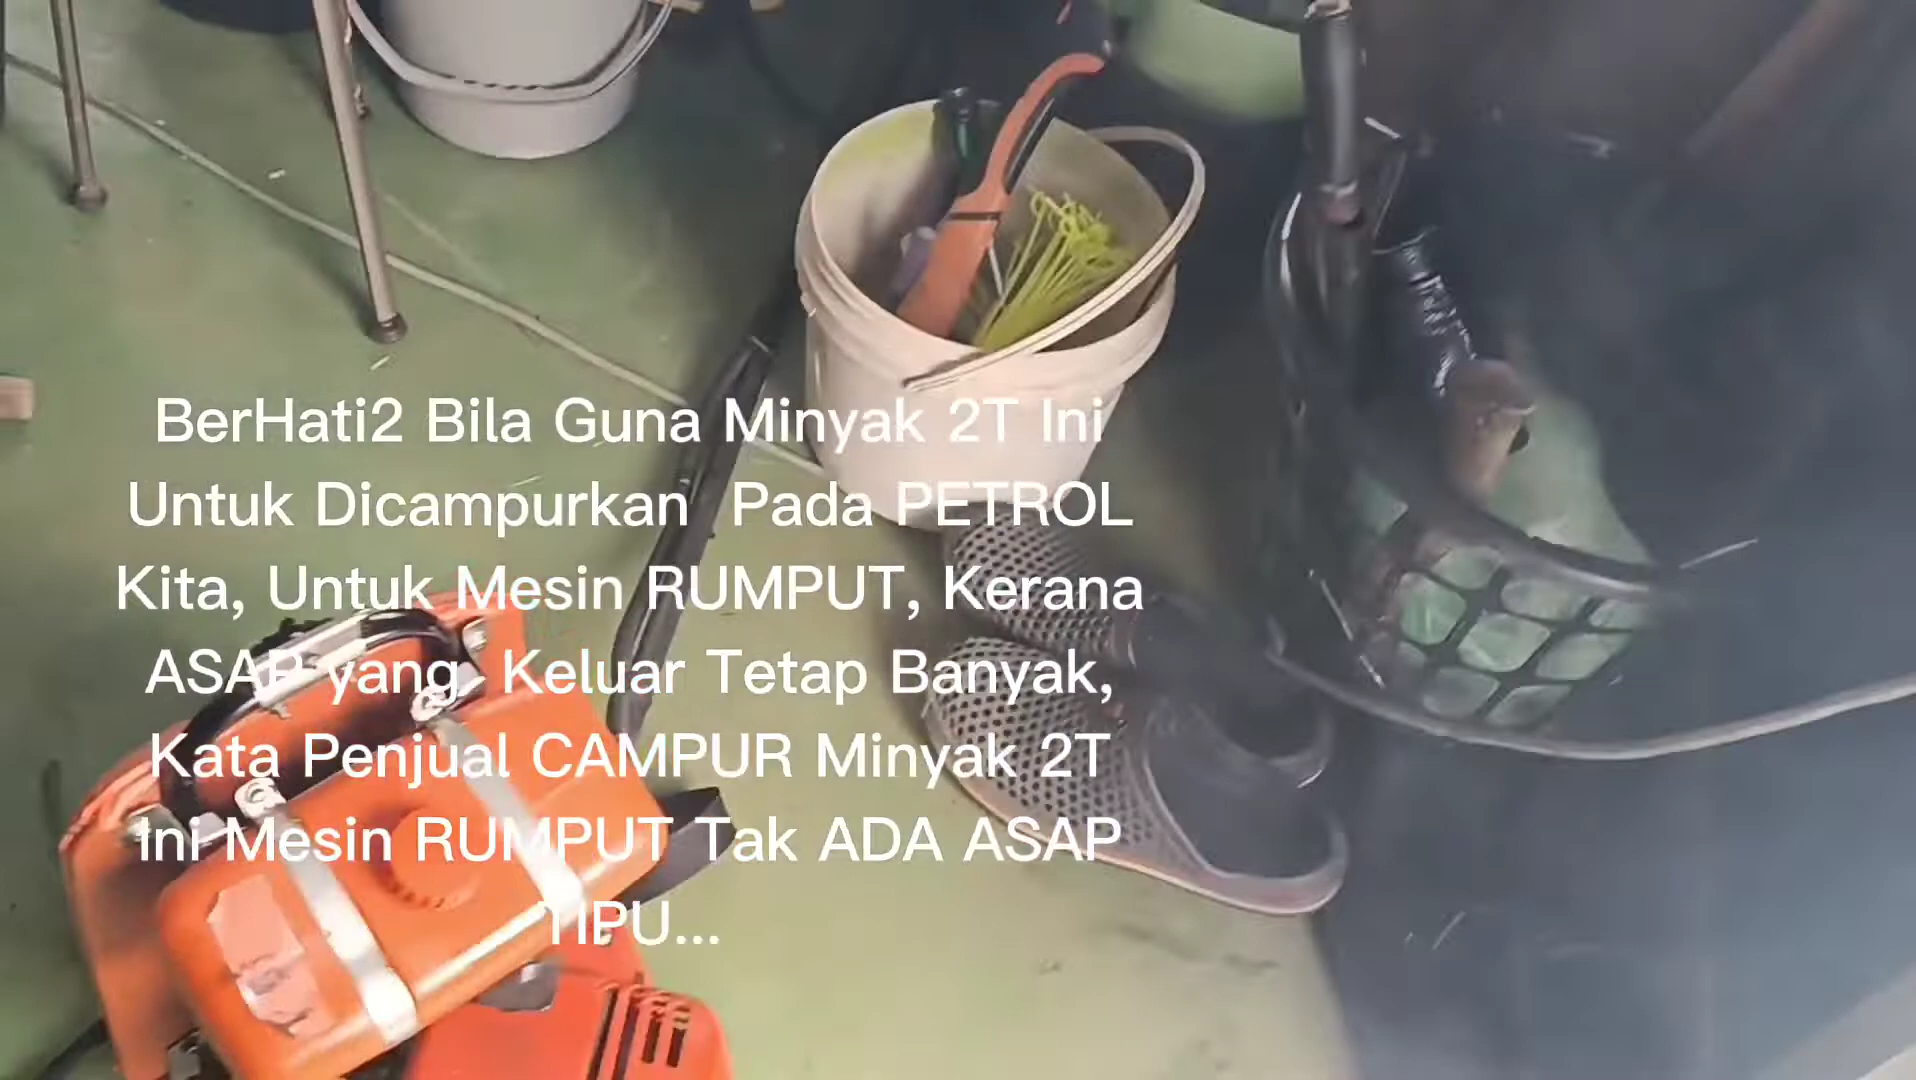 BerHati2 Bila Guna Minyak 2T Ini
Untuk Dicampurkan Pada PETROL
Kita, Untuk Mesin RUMPUT, Kerana
ASAP yang Keluar Tetap Banyak,
Kata Penjual CAMPUR Minyak 2T
Ini Mesin RUMPUT Tak ADA ASAP
TIPU...